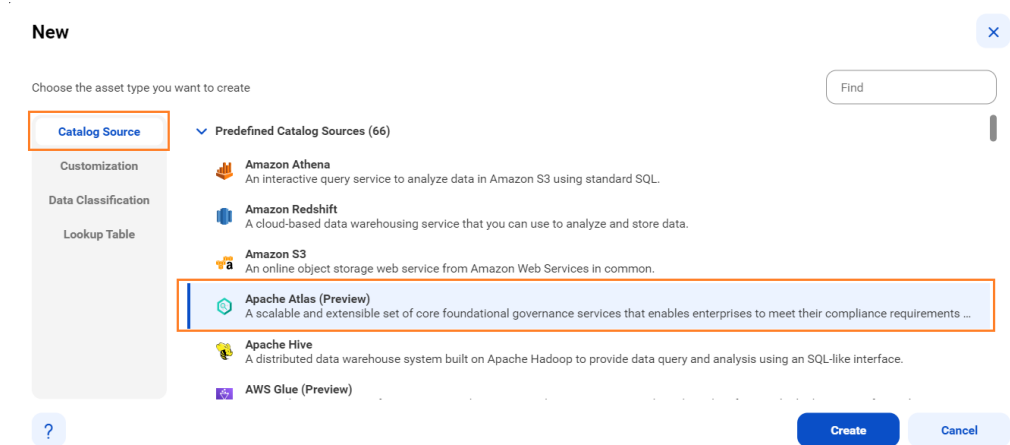 New
Choose the asset type you want to create
Find
Catalog Source
Customization
Data Classification
Lookup Table
Predefined Catalog Sources (66)
Amazon Athena
An interactive query service to analyze data in Amazon S3 using standard SQL.
Amazon Redshift
A cloud-based data warehousing service that you can use to analyze and store data.
Amazon S3
An online object storage web service from Amazon Web Services in common.
Apache Atlas (Preview)
A scalable and extensible set of core foundational governance services that enables enterprises to meet their compliance requirements ...
Apache Hive
A distributed data warehouse system built on Apache Hadoop to provide data query and analysis using an SQL-like interface.
AWS Glue (Preview)
?
Create
Cancel